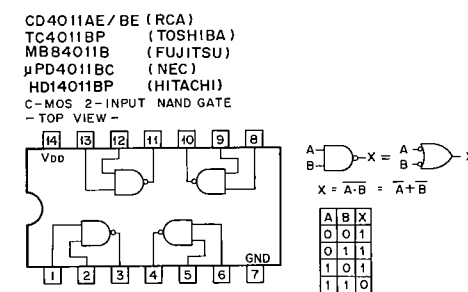 CD4011AE/BE (RCA)
TC4011BP (TOSHIBA)
MB84011B (FUJITSU)
μPD4011BC (NEC)
HD14011BP (HITACHI)
C-MOS 2-INPUT NAND GATE
- TOP VIEW -
14 13 12 11 10 9 8
VDD
GND
1 2 3 4 5 6 7
A B X = A B X
X = A·B = A+B
A B X
0 0 1
0 1 1
1 0 1
1 1 0